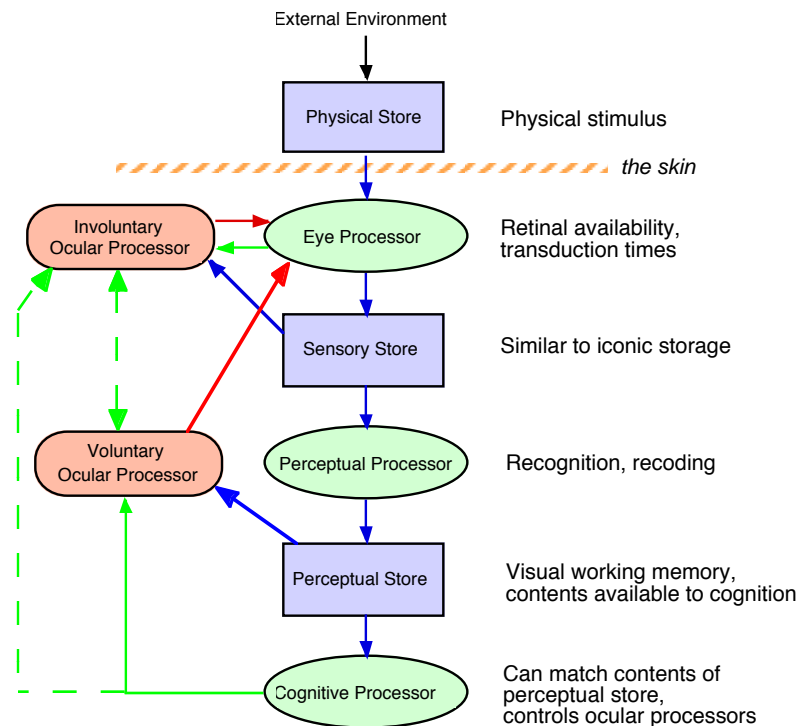 External Environment
Physical Store
Physical stimulus
the skin
Involuntary
Ocular Processor
Eye Processor
Retinal availability,
transduction times
Sensory Store
Similar to iconic storage
Voluntary
Ocular Processor
Perceptual Processor
Recognition, recoding
Perceptual Store
Visual working memory,
contents available to cognition
Cognitive Processor
Can match contents of
perceptual store,
controls ocular processors